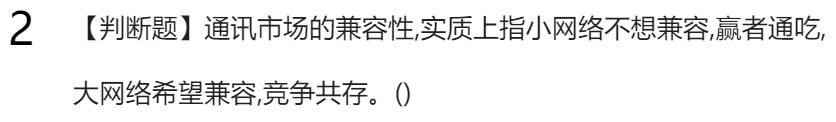 2 【判断题】通讯市场的兼容性,实质上指小网络不想兼容,赢者通吃,
大网络希望兼容,竞争共存。()